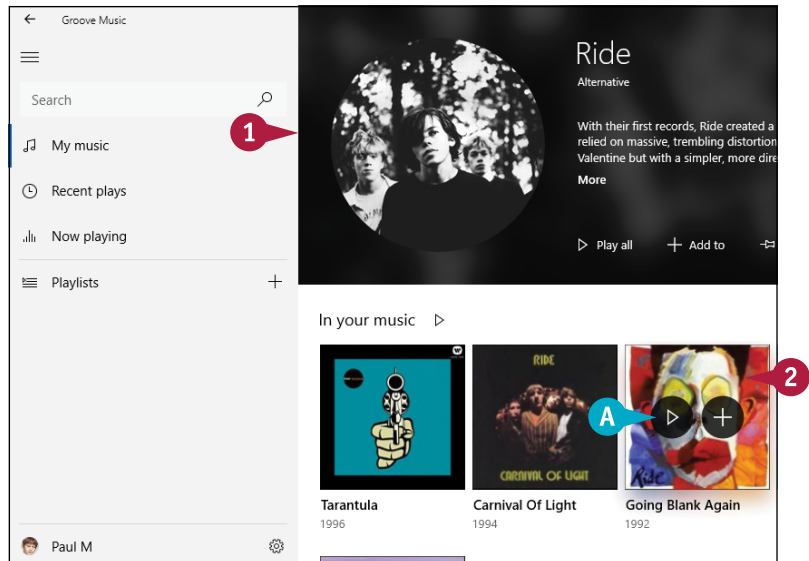 Groove Music
Search
My music
Recent plays
Now playing
Playlists
Paul M
1
Ride
Alternative
With their first records, Ride created a
relied on massive, trembling distortion
Valentine but with a simpler, more dire
More
Play all
Add to
In your music
RIDE
CARNIVAL OF LIGHT
Ride
A
2
Tarantula
1996
Carnival Of Light
1994
Going Blank Again
1992